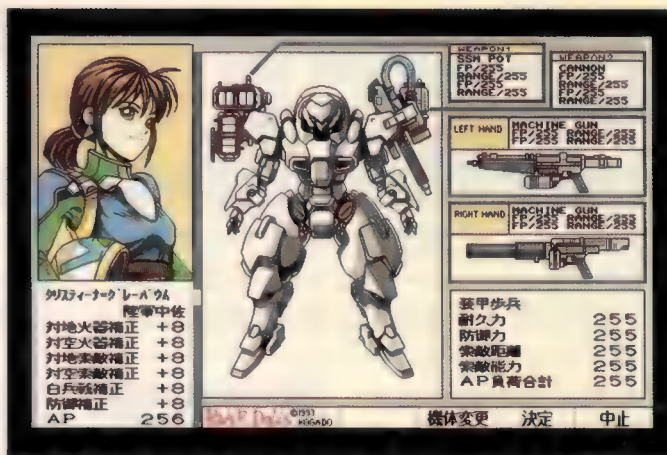 クリスティーナ・グレーバウム
陸軍中佐
対地火器補正 +8
対空火器補正 +8
対地索敵補正 +8
対空索敵補正 +8
白兵戦補正 +8
防御補正 +8
AP 256
WEAPON1
SSM POT
FP/255
RANGE/255
FP/255
RANGE/255
WEAPON2
CANNON
FP/255
RANGE/255
FP/255
RANGE/255
LEFT HAND
MACHINE GUN
FP/255 RANGE/255
FP/255 RANGE/255
RIGHT HAND
MACHINE GUN
FP/255 RANGE/255
FP/255 RANGE/255
装甲歩兵
耐久力 255
防御力 255
索敵距離 255
索敵能力 255
AP負荷合計 255
©1993
KOGADO
機体変更 決定 中止